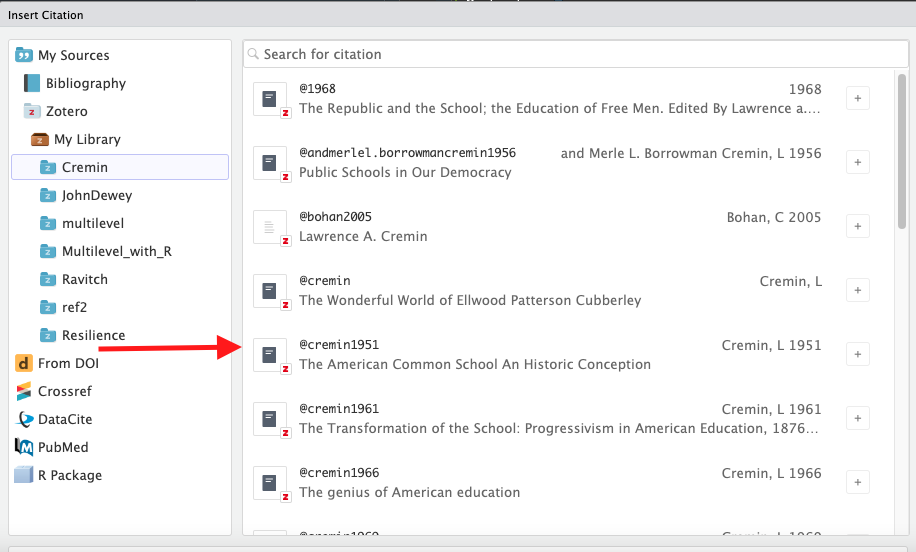 Insert Citation
My Sources
Bibliography
Zotero
My Library
Cremin
JohnDewey
multilevel
Multilevel_with_R
Ravitch
ref2
Resilience
From DOI
Crossref
DataCite
PubMed
R Package
Search for citation
@1968 1968
The Republic and the School; the Education of Free Men. Edited By Lawrence a....
@andmerlel.borrowmancremin1956 and Merle L. Borrowman Cremin, L 1956
Public Schools in Our Democracy
@bohan2005 Bohan, C 2005
Lawrence A. Cremin
@cremin Cremin, L
The Wonderful World of Ellwood Patterson Cubberley
@cremin1951 Cremin, L 1951
The American Common School An Historic Conception
@cremin1961 Cremin, L 1961
The Transformation of the School: Progressivism in American Education, 1876...
@cremin1966 Cremin, L 1966
The genius of American education